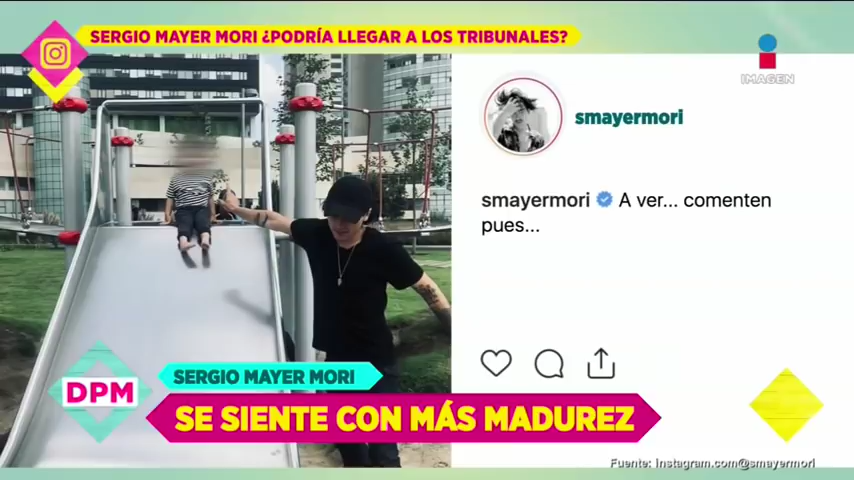 SERGIO MAYER MORI ¿PODRÍA LLEGAR A LOS TRIBUNALES?
IMAGEN
smayermori
smayermori A ver... comenten
pues...
DPM
SERGIO MAYER MORI
SE SIENTE CON MÁS MADUREZ
Fuente: Instagram.com@smayermori